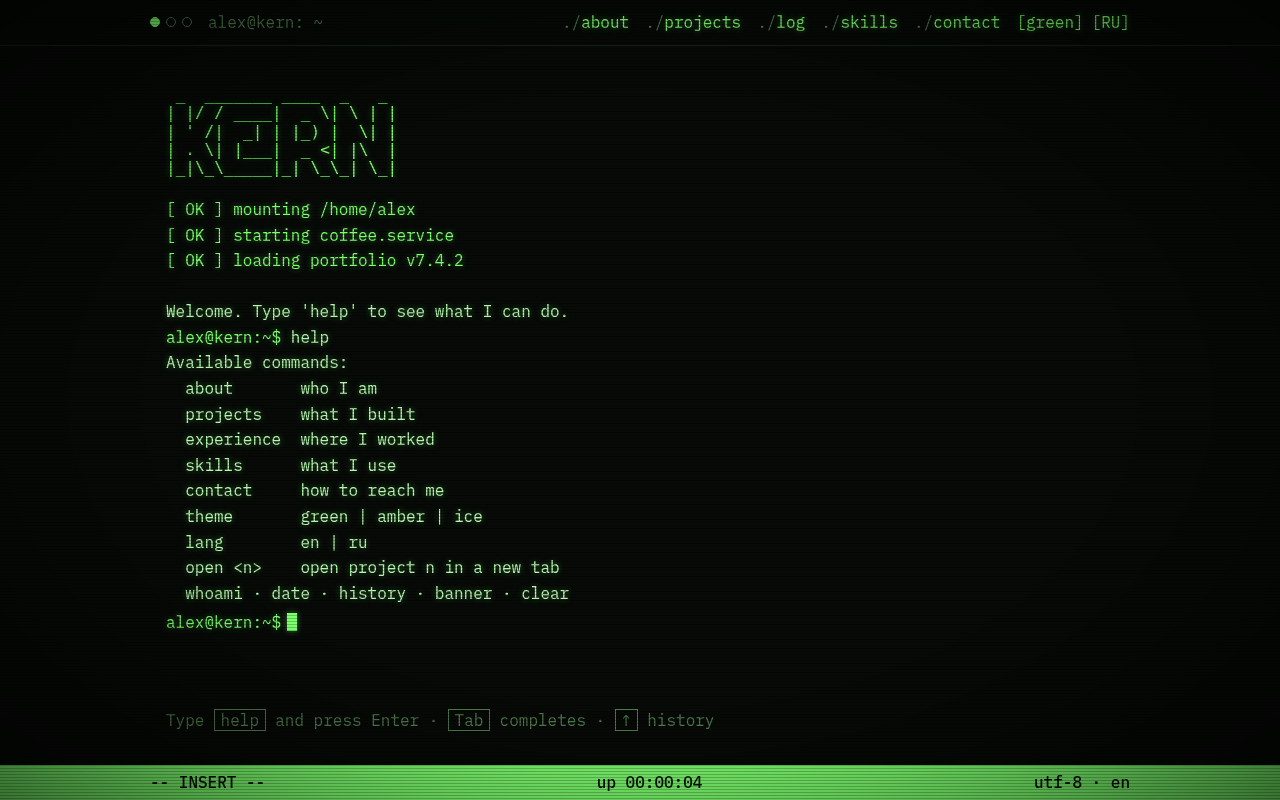 alex@kern: ~ ./about ./projects ./log ./skills ./contact [green] [RU]
KERN
[ OK ] mounting /home/alex
[ OK ] starting coffee.service
[ OK ] loading portfolio v7.4.2
Welcome. Type 'help' to see what I can do.
alex@kern:~$ help
Available commands:
about who I am
projects what I built
experience where I worked
skills what I use
contact how to reach me
theme green | amber | ice
lang en | ru
open <n> open project n in a new tab
whoami · date · history · banner · clear
alex@kern:~$
Type help and press Enter · Tab completes · ↑ history
-- INSERT -- up 00:00:04 utf-8 · en